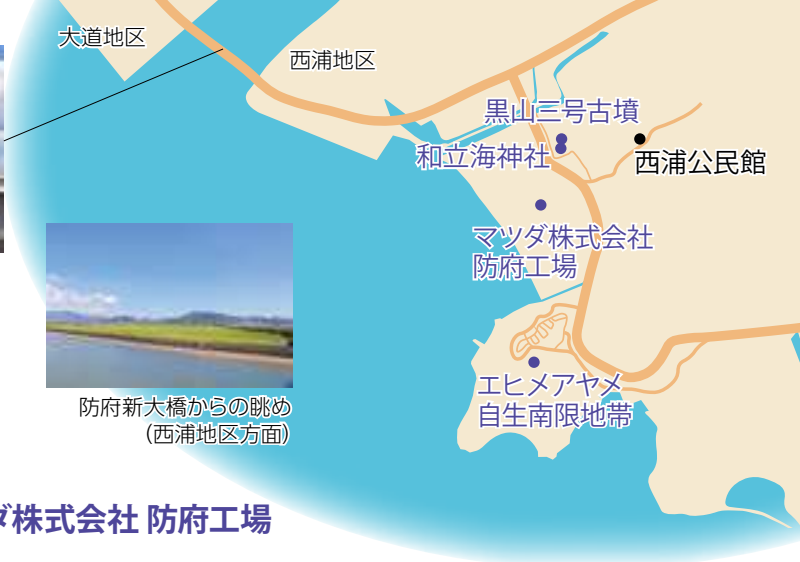 大道地区
西浦地区
黒山三号古墳
和立海神社
西浦公民館
マツダ株式会社
防府工場
エヒメアヤメ
自生南限地帯
防府新大橋からの眺め
(西浦地区方面)
ダ株式会社 防府工場